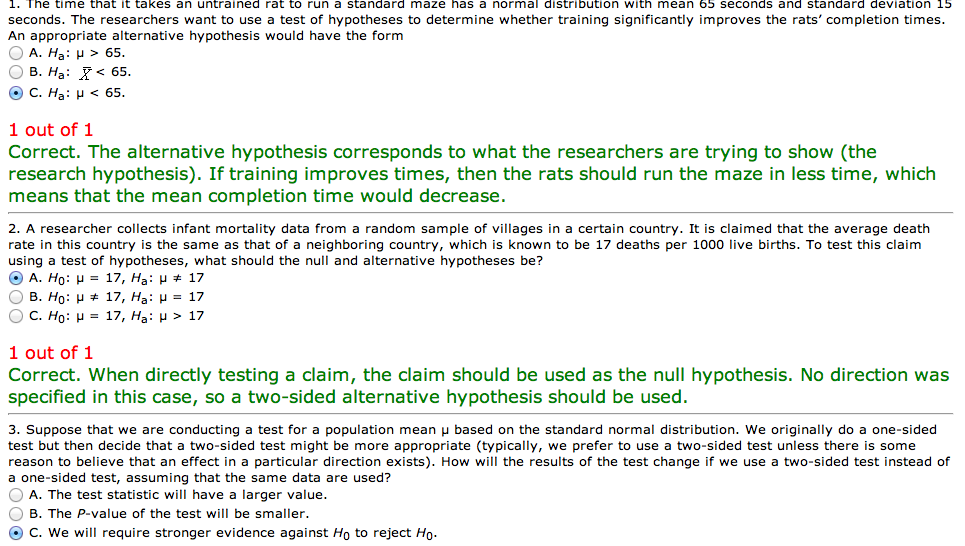 1. The time that it takes an untrained rat to run a standard maze has a normal distribution with mean 65 seconds and standard deviation 15
seconds. The researchers want to use a test of hypotheses to determine whether training significantly improves the rats' completion times.
An appropriate alternative hypothesis would have the form
A. Ha: μ > 65.
B. Ha: X̄ < 65.
C. Ha: μ < 65.
1 out of 1
Correct. The alternative hypothesis corresponds to what the researchers are trying to show (the
research hypothesis). If training improves times, then the rats should run the maze in less time, which
means that the mean completion time would decrease.
2. A researcher collects infant mortality data from a random sample of villages in a certain country. It is claimed that the average death
rate in this country is the same as that of a neighboring country, which is known to be 17 deaths per 1000 live births. To test this claim
using a test of hypotheses, what should the null and alternative hypotheses be?
A. H0: μ = 17, Ha: μ ≠ 17
B. H0: μ ≠ 17, Ha: μ = 17
C. H0: μ = 17, Ha: μ > 17
1 out of 1
Correct. When directly testing a claim, the claim should be used as the null hypothesis. No direction was
specified in this case, so a two-sided alternative hypothesis should be used.
3. Suppose that we are conducting a test for a population mean μ based on the standard normal distribution. We originally do a one-sided
test but then decide that a two-sided test might be more appropriate (typically, we prefer to use a two-sided test unless there is some
reason to believe that an effect in a particular direction exists). How will the results of the test change if we use a two-sided test instead of
a one-sided test, assuming that the same data are used?
A. The test statistic will have a larger value.
B. The P-value of the test will be smaller.
C. We will require stronger evidence against H0 to reject H0.